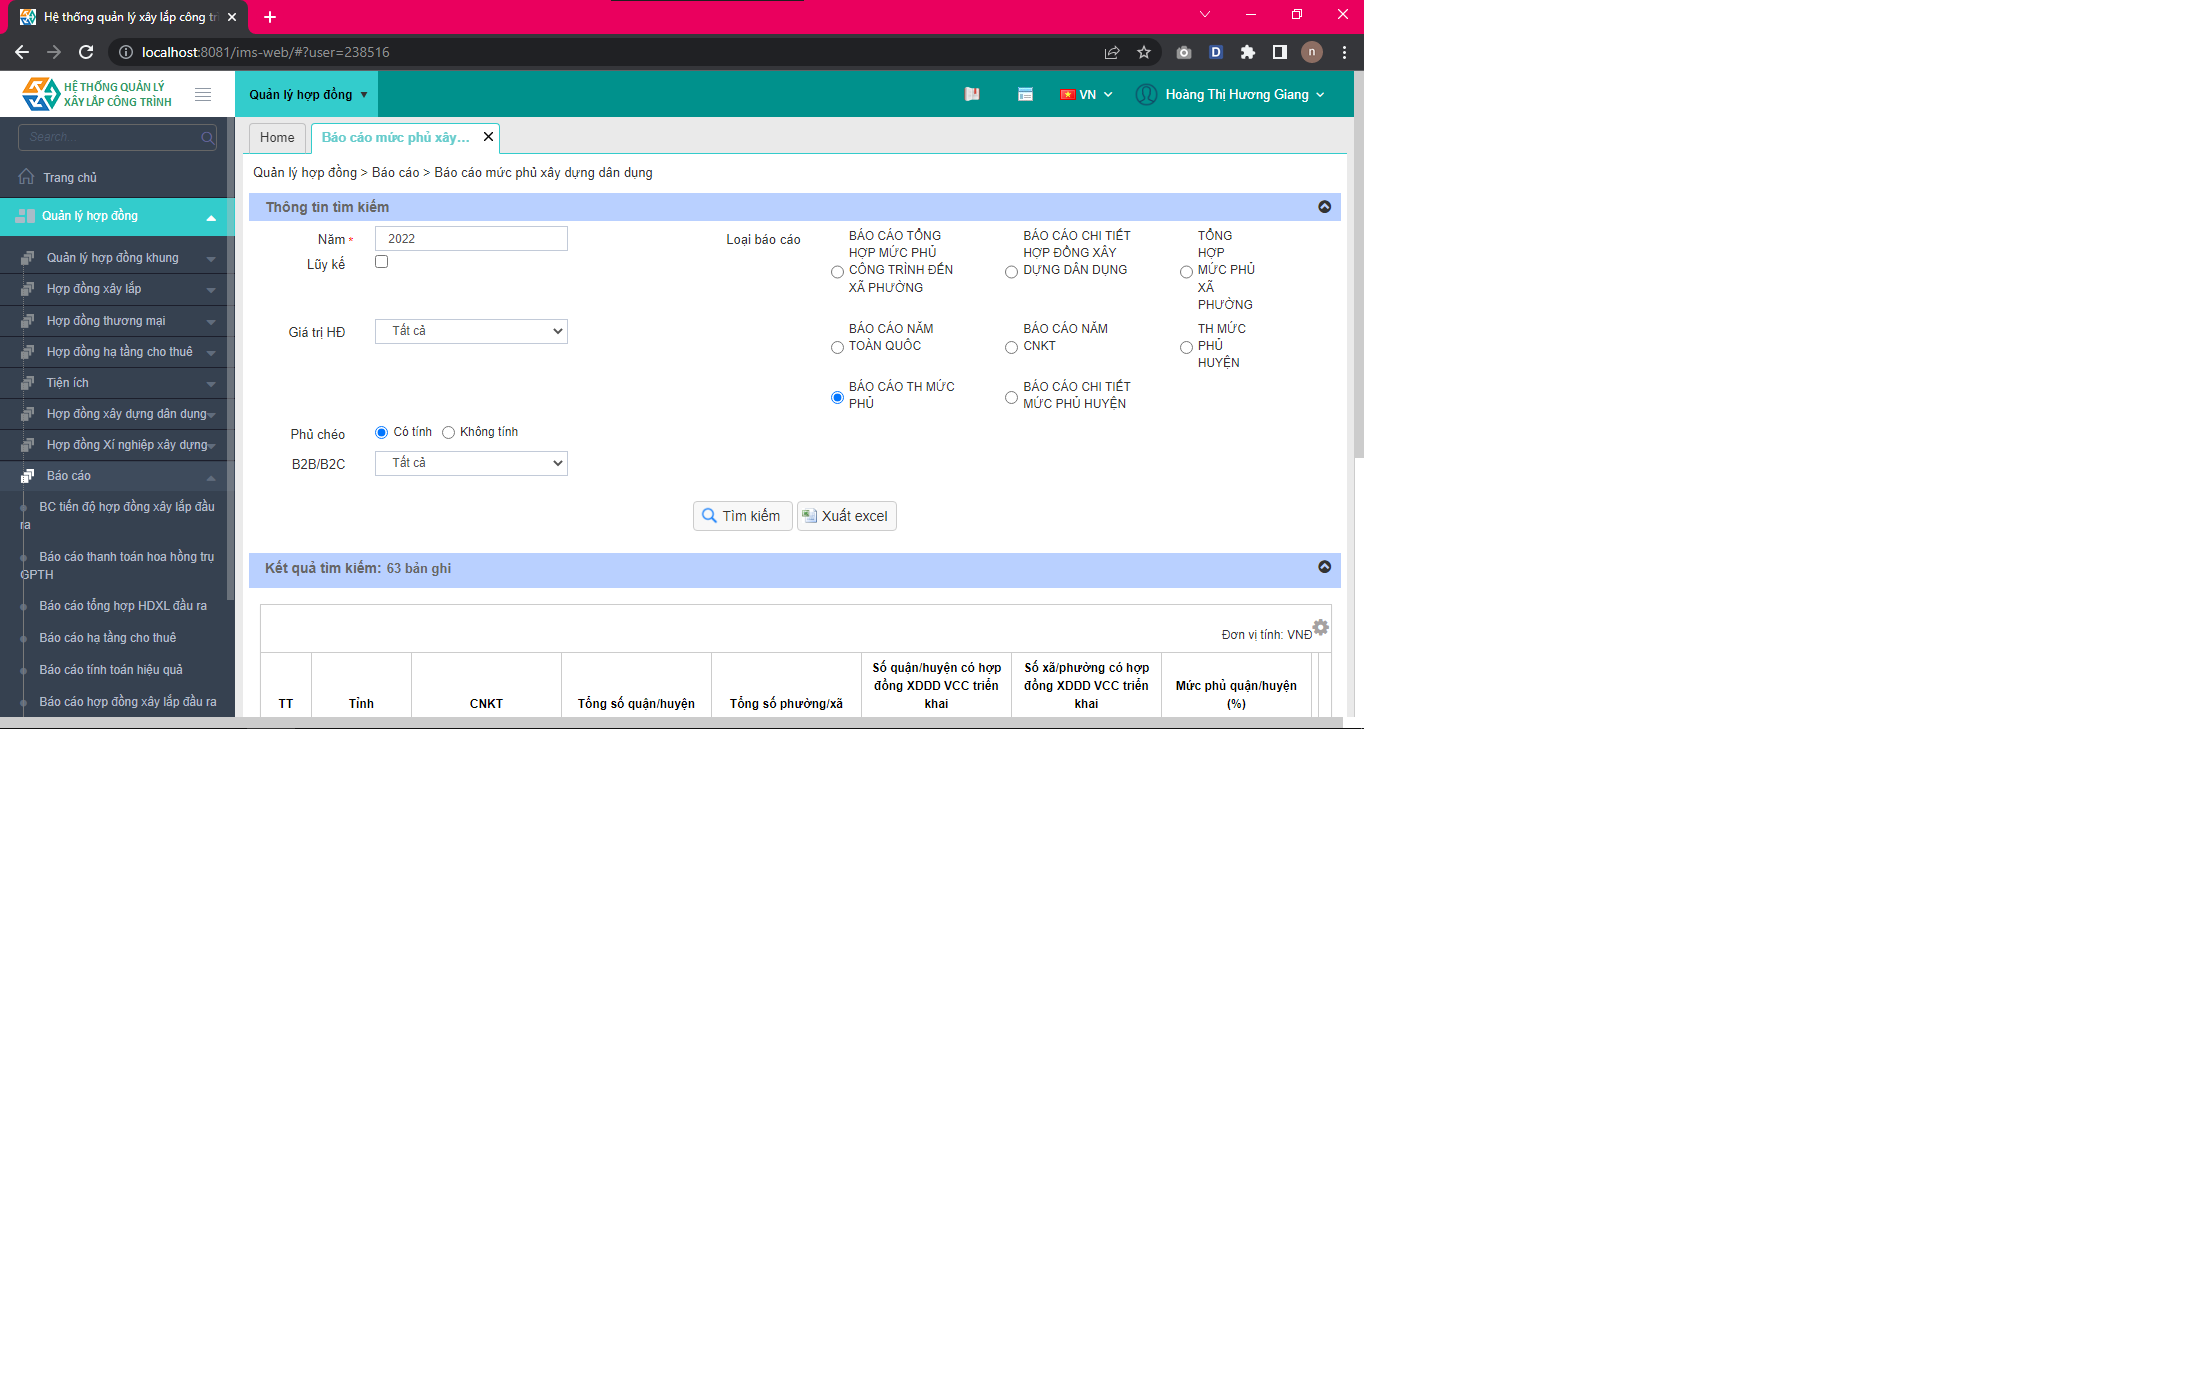 Hệ thống quản lý xây lắp công tr
localhost:8081/ims-web/#?user=238516
n
HỆ THỐNG QUẢN LÝ
XÂY LẮP CÔNG TRÌNH
Quản lý hợp đồng
VN
Hoàng Thị Hương Giang
Search...
Trang chủ
Quản lý hợp đồng
Quản lý hợp đồng khung
Hợp đồng xây lắp
Hợp đồng thương mại
Hợp đồng hạ tầng cho thuê
Tiện ích
Hợp đồng xây dựng dân dụng
Hợp đồng Xí nghiệp xây dựng
Báo cáo
BC tiến độ hợp đồng xây lắp đầu
ra
Báo cáo thanh toán hoa hồng trụ
GPTH
Báo cáo tổng hợp HDXL đầu ra
Báo cáo hạ tầng cho thuê
Báo cáo tính toán hiệu quả
Báo cáo hợp đồng xây lắp đầu ra
Home
Báo cáo mức phủ xây...
Quản lý hợp đồng > Báo cáo > Báo cáo mức phủ xây dựng dân dụng
Thông tin tìm kiếm
Năm *
2022
Lũy kế
Giá trị HĐ
Tất cả
Phủ chéo
Có tính
Không tính
B2B/B2C
Tất cả
Loại báo cáo
BÁO CÁO TỔNG
HỢP MỨC PHỦ
CÔNG TRÌNH ĐẾN
XÃ PHƯỜNG
BÁO CÁO CHI TIẾT
HỢP ĐỒNG XÂY
DỰNG DÂN DỤNG
TỔNG
HỢP
MỨC PHỦ
XÃ
PHƯỜNG
BÁO CÁO NĂM
TOÀN QUỐC
BÁO CÁO NĂM
CNKT
TH MỨC
PHỦ
HUYỆN
BÁO CÁO TH MỨC
PHỦ
BÁO CÁO CHI TIẾT
MỨC PHỦ HUYỆN
Tìm kiếm
Xuất excel
Kết quả tìm kiếm: 63 bản ghi
Đơn vị tính: VNĐ
TT
Tỉnh
CNKT
Tổng số quận/huyện
Tổng số phường/xã
Số quận/huyện có hợp
đồng XDDD VCC triển
khai
Số xã/phường có hợp
đồng XDDD VCC triển
khai
Mức phủ quận/huyện
(%)